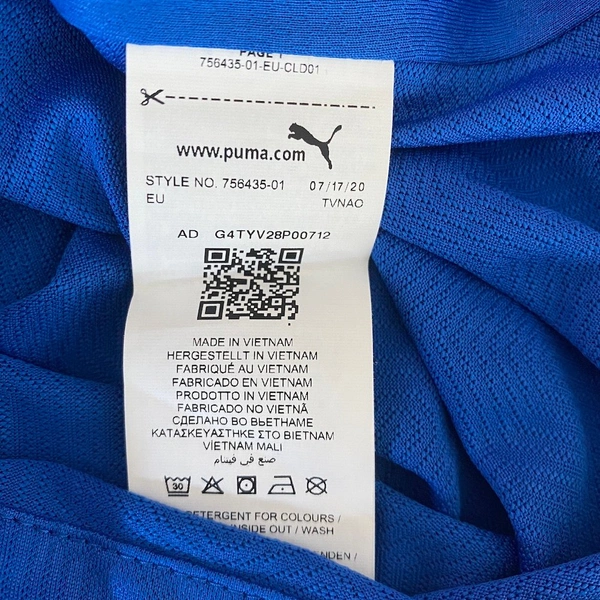 PAGE 1
756435-01-EU-CLD01
www.puma.com
STYLE NO. 756435-01 07/17/20
EU TVNAO
AD G4TYV28P00712
MADE IN VIETNAM
HERGESTELLT IN VIETNAM
FABRIQUÉ AU VIETNAM
FABRICADO EN VIETNAM
PRODOTTO IN VIETNAM
FABRICADO NO VIETNÃ
СДЕЛАНО ВО ВЬЕТНАМЕ
ΚΑΤΑΣΚΕΥΑΣΤΗΚΕ ΣΤΟ ΒΙΕΤΝΑΜ
VİETNAM MALI
صنع في فيتنام
30
DETERGENT FOR COLOURS /
INSIDE OUT / WASH